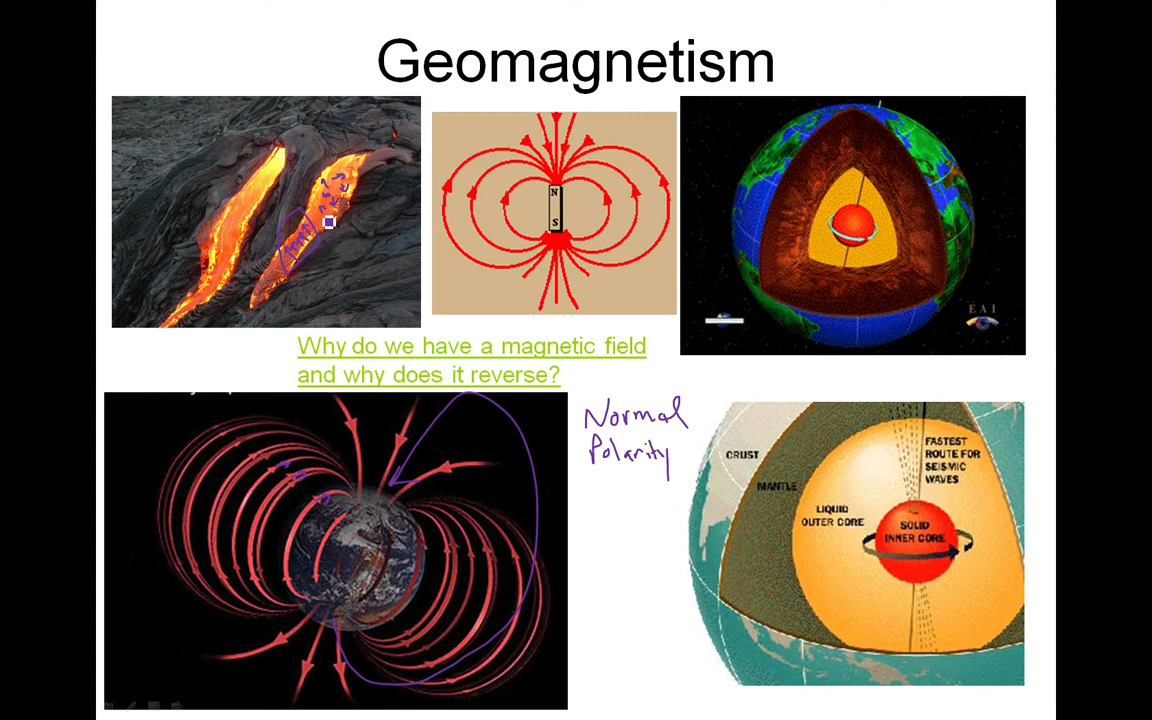 Geomagnetism
N
S
EAI
Why do we have a magnetic field
and why does it reverse?
Normal
Polarity
CRUST
MANTLE
LIQUID
OUTER CORE
FASTEST
ROUTE FOR
SEISMIC
WAVES
SOLID
INNER CORE